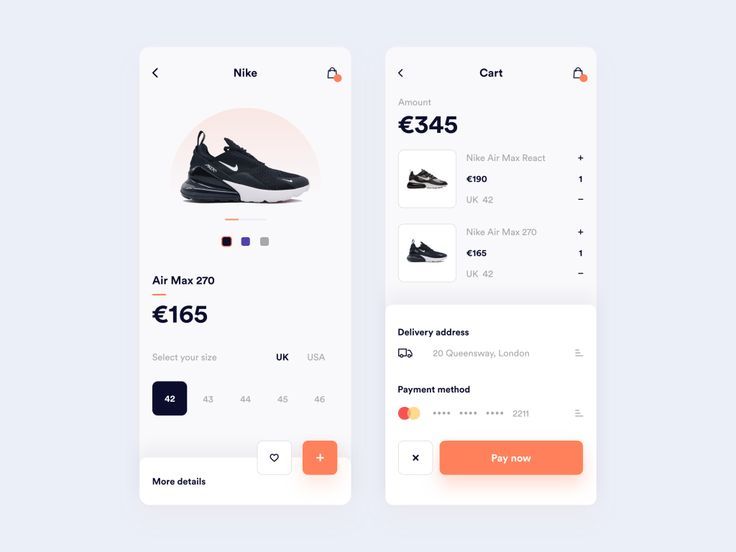 Nike
Air Max 270
€165
Select your size
UK USA
42 43 44 45 46
+
More details
Cart
Amount
€345
Nike Air Max React +
€190 1
UK 42 −
Nike Air Max 270 +
€165 1
UK 42 −
Delivery address
20 Queensway, London
Payment method
•••• •••• •••• 2211
× Pay now